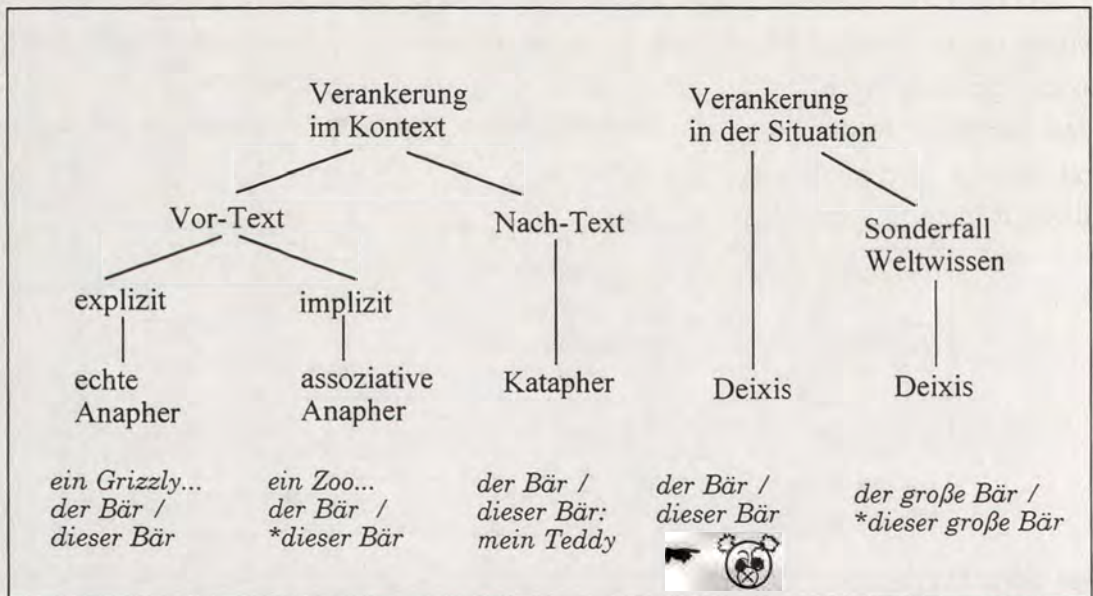 Verankerung
im Kontext
Verankerung
in der Situation
Vor-Text
Nach-Text
Sonderfall
Weltwissen
explizit
implizit
echte
Anapher
assoziative
Anapher
Katapher
Deixis
Deixis
ein Grizzly...
der Bär /
dieser Bär
ein Zoo...
der Bär /
*dieser Bär
der Bär /
dieser Bär:
mein Teddy
der Bär /
dieser Bär
der große Bär /
*dieser große Bär